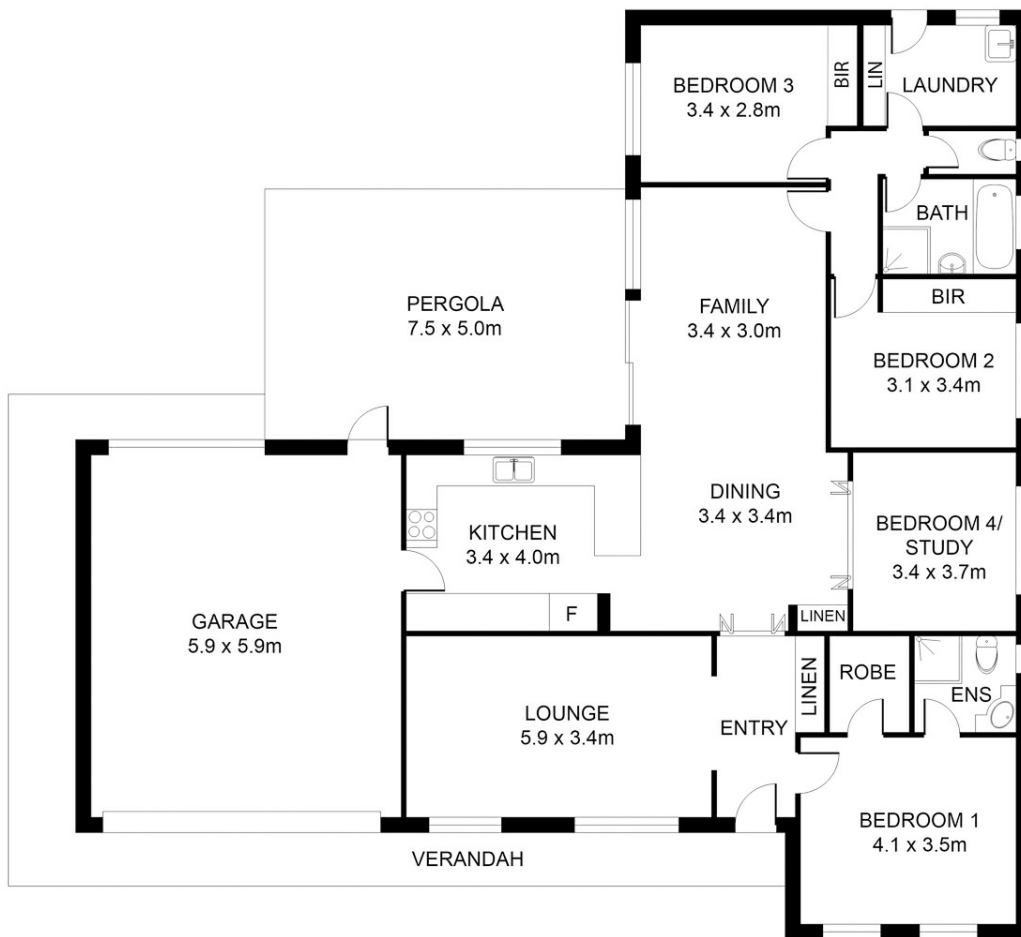 BEDROOM 3
3.4 x 2.8m
BIR
LIN
LAUNDRY
BATH
PERGOLA
7.5 x 5.0m
FAMILY
3.4 x 3.0m
BIR
BEDROOM 2
3.1 x 3.4m
KITCHEN
3.4 x 4.0m
DINING
3.4 x 3.4m
BEDROOM 4/
STUDY
3.4 x 3.7m
GARAGE
5.9 x 5.9m
F
LINEN
LOUNGE
5.9 x 3.4m
ENTRY
LINEN
ROBE
ENS
BEDROOM 1
4.1 x 3.5m
VERANDAH